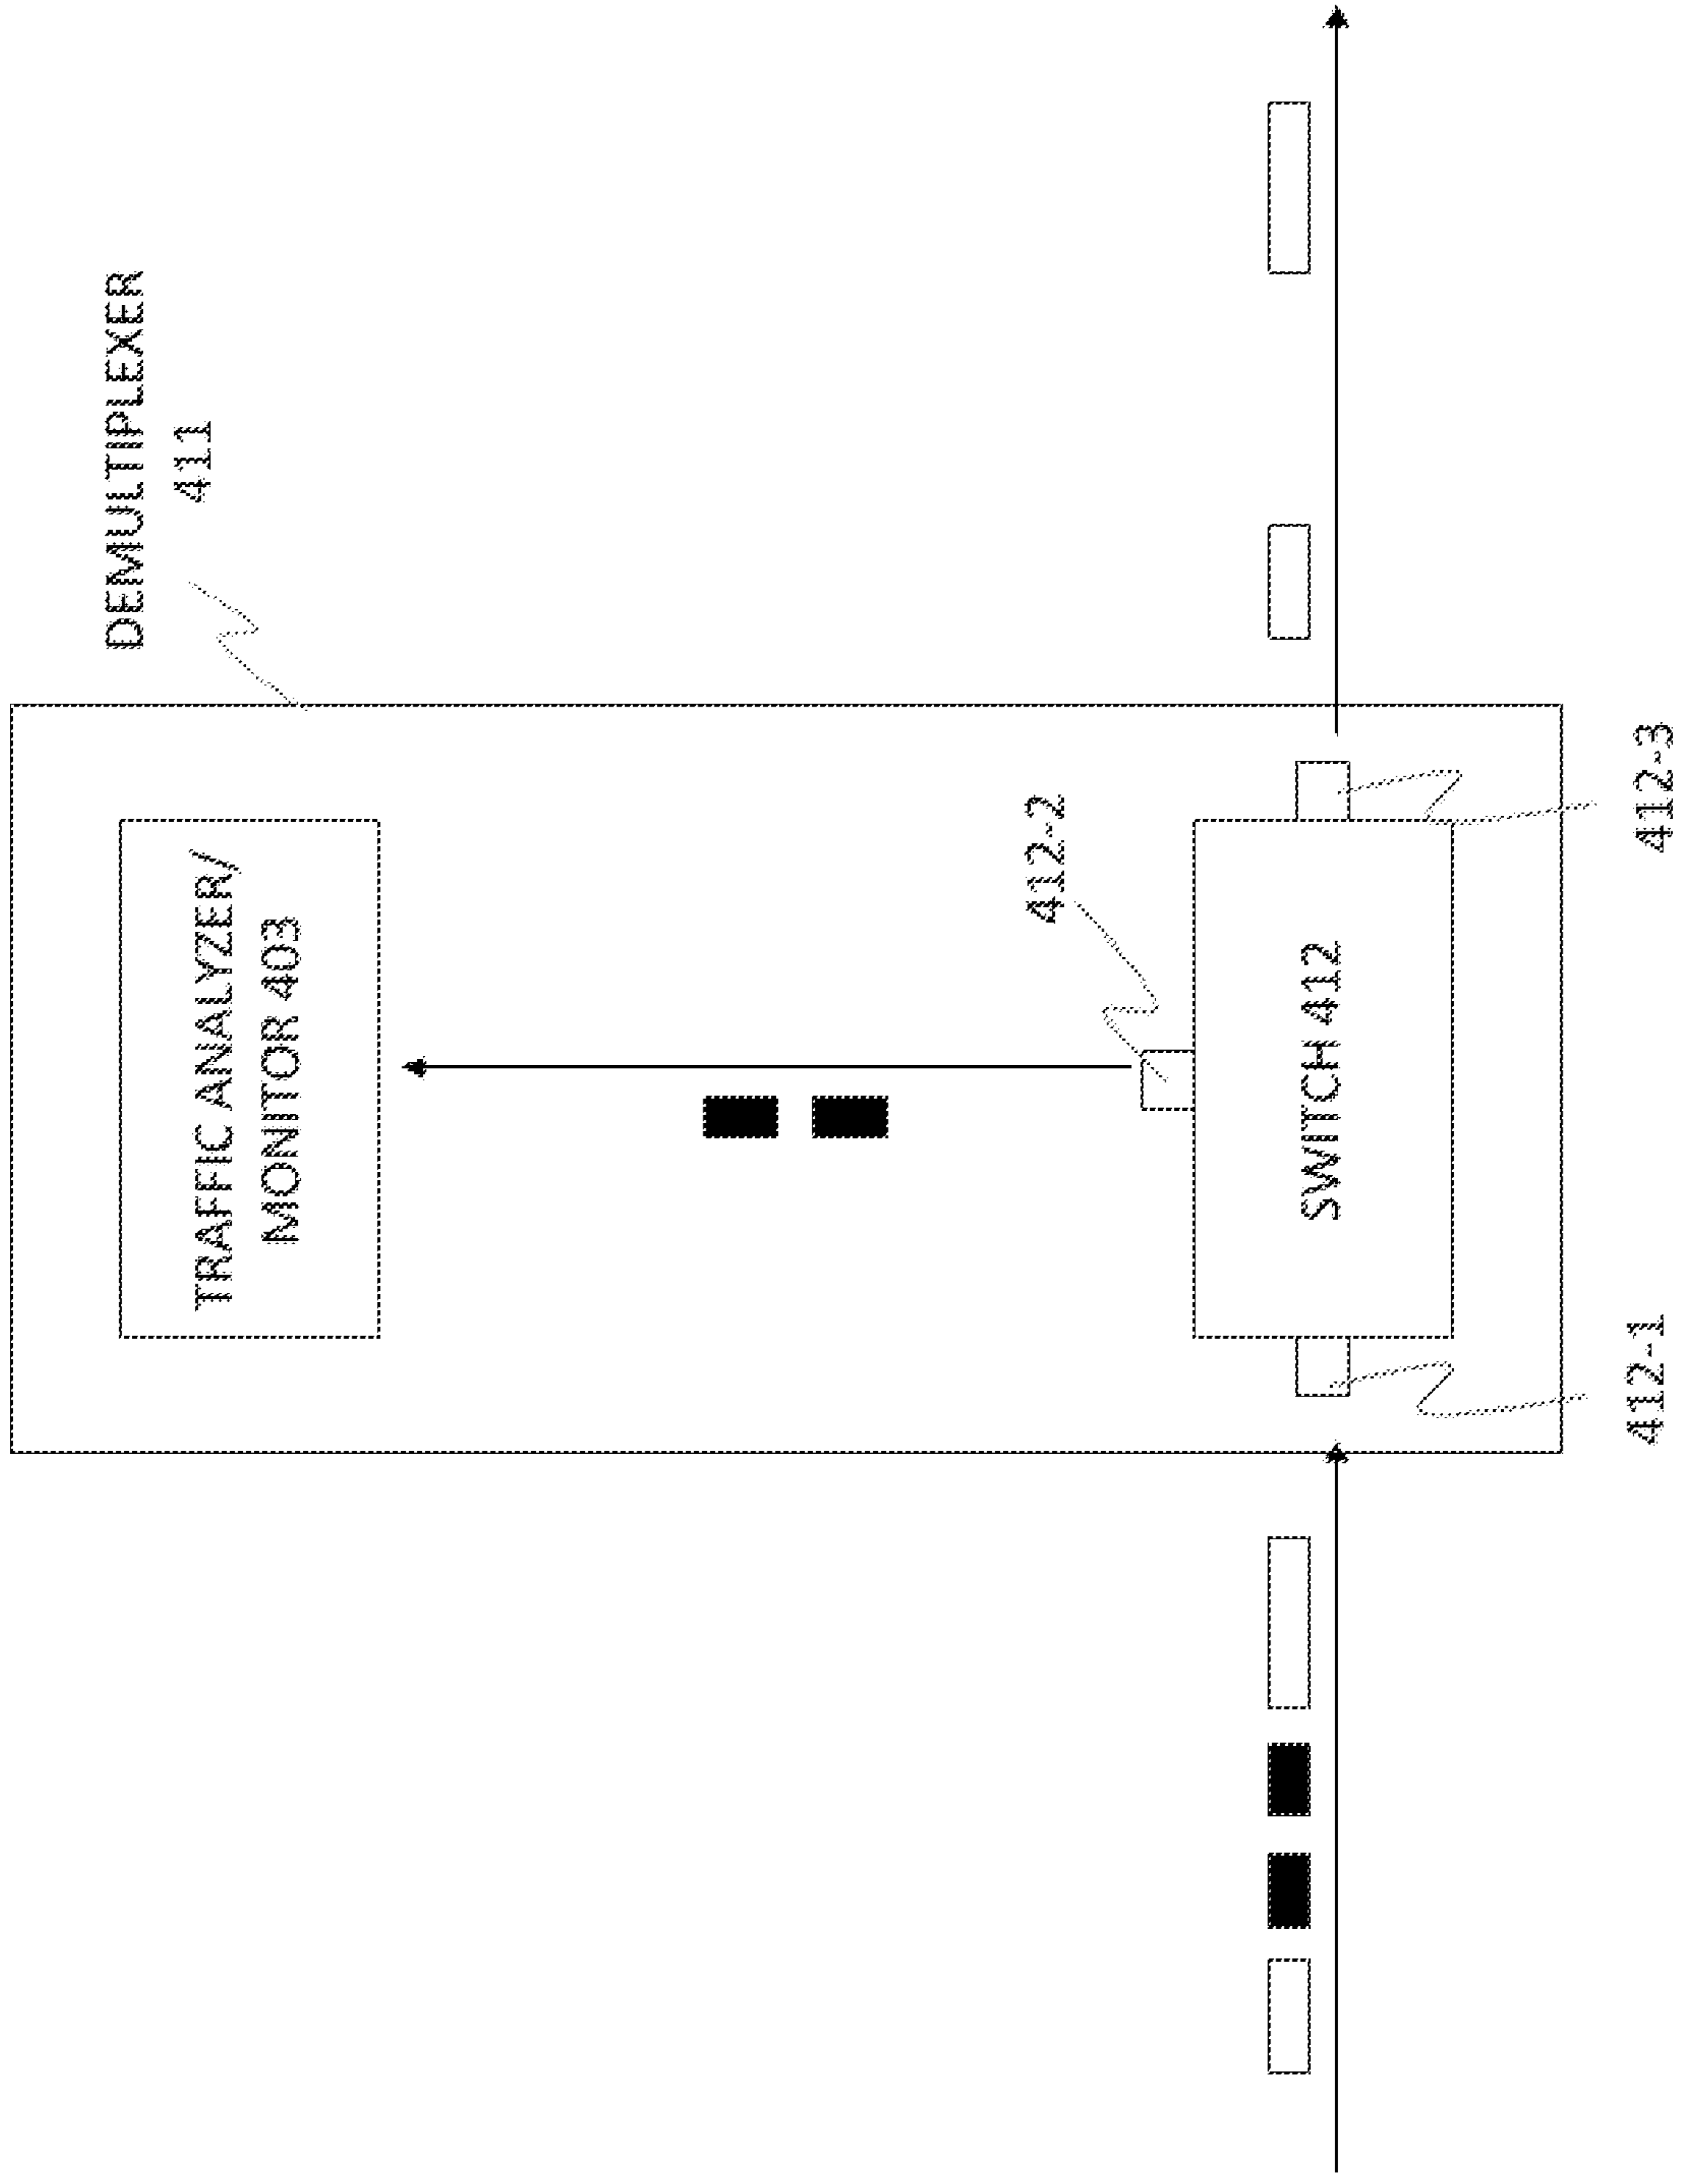 DEMULTIPLEXER
411
TRAFFIC ANALYZER/
MONITOR 403
412-2
SWITCH 412
412-1
412-3